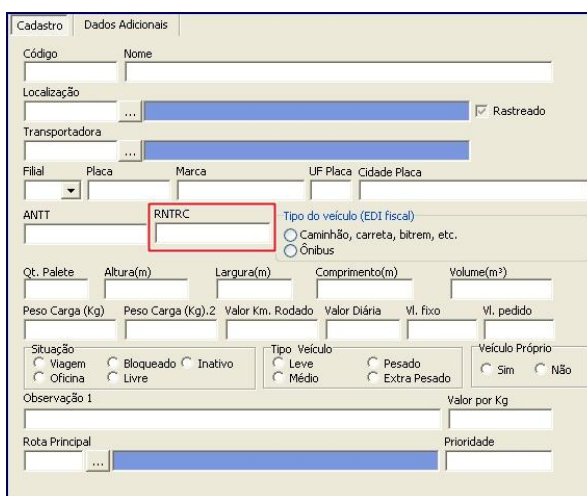 Cadastro Dados Adicionais
Código Nome
Localização
... Rastreado
Transportadora
...
Filial Placa Marca UF Placa Cidade Placa
ANTT RNTRC Tipo do veículo (EDI fiscal)
Caminhão, carreta, bitrem, etc.
Ônibus
Qt. Palete Altura(m) Largura(m) Comprimento(m) Volume(m³)
Peso Carga (Kg) Peso Carga (Kg).2 Valor Km. Rodado Valor Diária Vl. fixo Vl. pedido
Situação Tipo Veículo Veículo Próprio
Viagem Bloqueado Inativo Leve Pesado Sim Não
Oficina Livre Médio Extra Pesado
Observação 1 Valor por Kg
Rota Principal Prioridade
...